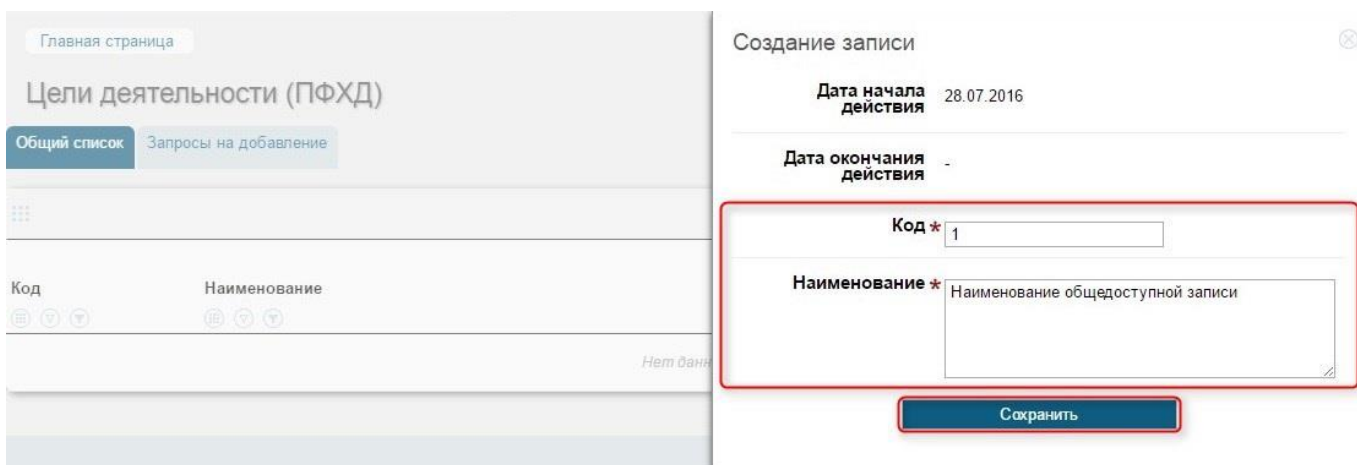 Главная страница
Цели деятельности (ПФХД)
Общий список
Запросы на добавление
Код
Наименование
Нет данн
Создание записи
Дата начала
действия
28.07.2016
Дата окончания
действия
-
Код *
1
Наименование *
Наименование общедоступной записи
Сохранить